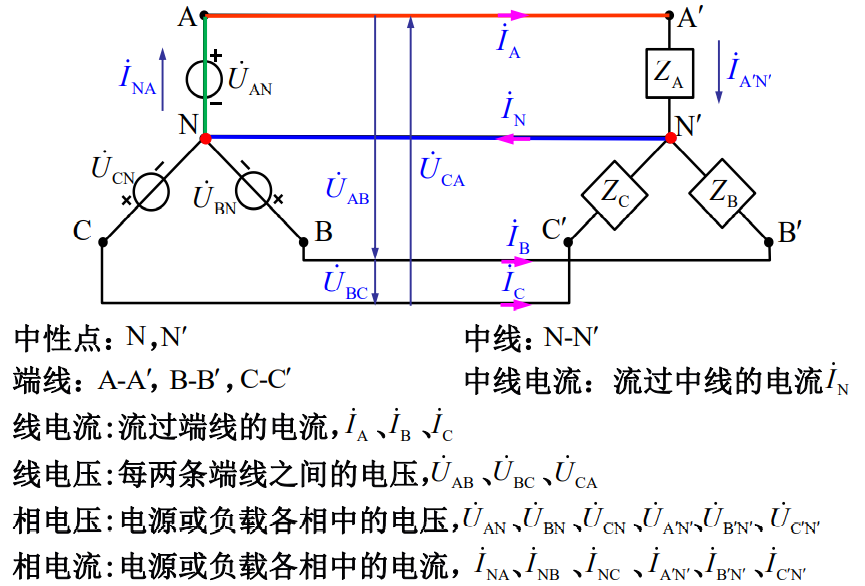 A A′
İ_A
İ_NA + U̇_AN Z_A İ_A′N′
−
N İ_N N′
U̇_CN − − U̇_BN U̇_AB U̇_CA Z_C Z_B
+ +
C B C′ B′
İ_B
U̇_BC İ_C
中性点：N,N′ 中线：N-N′
端线：A-A′, B-B′,C-C′ 中线电流：流过中线的电流İ_N
线电流:流过端线的电流,İ_A、İ_B、İ_C
线电压:每两条端线之间的电压,U̇_AB、U̇_BC、U̇_CA
相电压:电源或负载各相中的电压,U̇_AN、U̇_BN、U̇_CN、U̇_A′N′、U̇_B′N′、U̇_C′N′
相电流:电源或负载各相中的电流，İ_NA、İ_NB、İ_NC、İ_A′N′、İ_B′N′、İ_C′N′